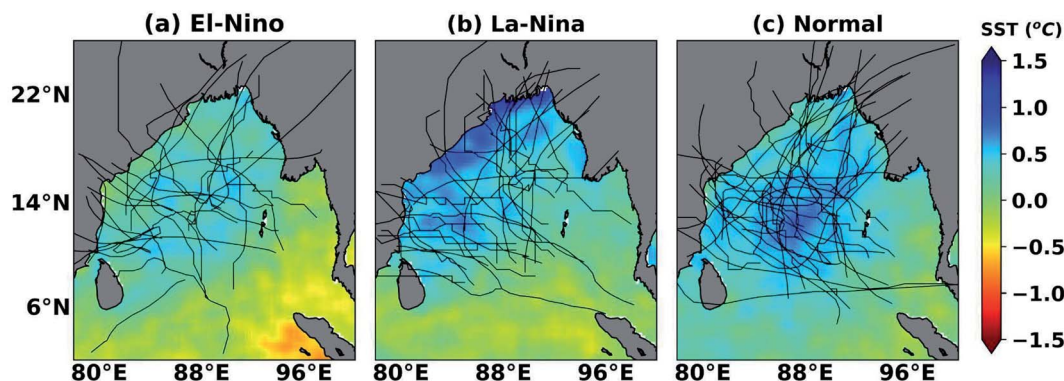 (a) El-Nino (b) La-Nina (c) Normal SST (°C)
22°N
14°N
6°N
80°E 88°E 96°E 80°E 88°E 96°E 80°E 88°E 96°E
1.5
1.0
0.5
0.0
−0.5
−1.0
−1.5